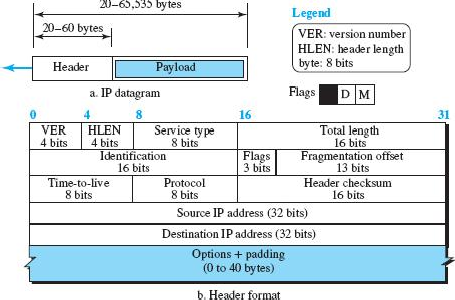 20–65,535 bytes
20–60 bytes
Header
Payload
a. IP datagram
Legend
VER: version number
HLEN: header length
byte: 8 bits
Flags
D
M
0 4 8 16 31
VER
4 bits
HLEN
4 bits
Service type
8 bits
Total length
16 bits
Identification
16 bits
Flags
3 bits
Fragmentation offset
13 bits
Time-to-live
8 bits
Protocol
8 bits
Header checksum
16 bits
Source IP address (32 bits)
Destination IP address (32 bits)
Options + padding
(0 to 40 bytes)
b. Header format